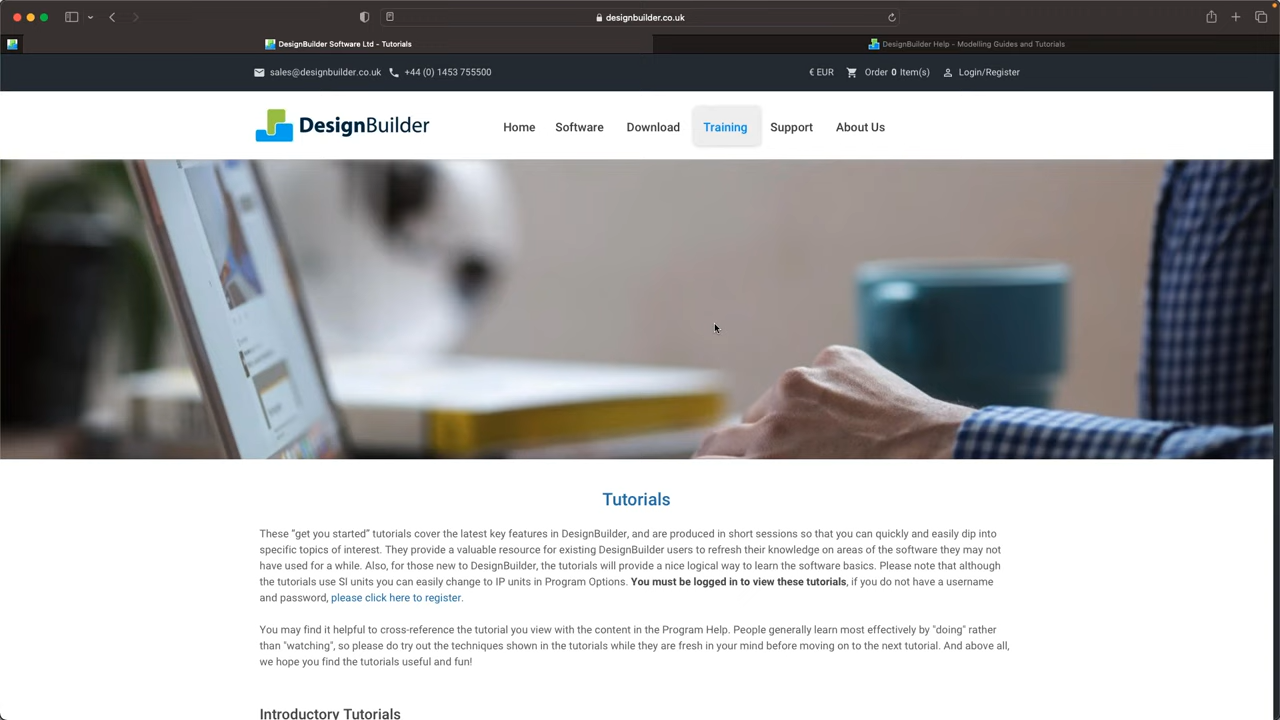 designbuilder.co.uk
DesignBuilder Software Ltd - Tutorials
DesignBuilder Help - Modelling Guides and Tutorials
sales@designbuilder.co.uk
+44 (0) 1453 755500
€ EUR
Order 0 Item(s)
Login/Register
DesignBuilder
Home
Software
Download
Training
Support
About Us
Tutorials
These "get you started" tutorials cover the latest key features in DesignBuilder, and are produced in short sessions so that you can quickly and easily dip into
specific topics of interest. They provide a valuable resource for existing DesignBuilder users to refresh their knowledge on areas of the software they may not
have used for a while. Also, for those new to DesignBuilder, the tutorials will provide a nice logical way to learn the software basics. Please note that although
the tutorials use SI units you can easily change to IP units in Program Options. You must be logged in to view these tutorials, if you do not have a username
and password, please click here to register.
You may find it helpful to cross-reference the tutorial you view with the content in the Program Help. People generally learn most effectively by "doing" rather
than "watching", so please do try out the techniques shown in the tutorials while they are fresh in your mind before moving on to the next tutorial. And above all,
we hope you find the tutorials useful and fun!
Introductory Tutorials